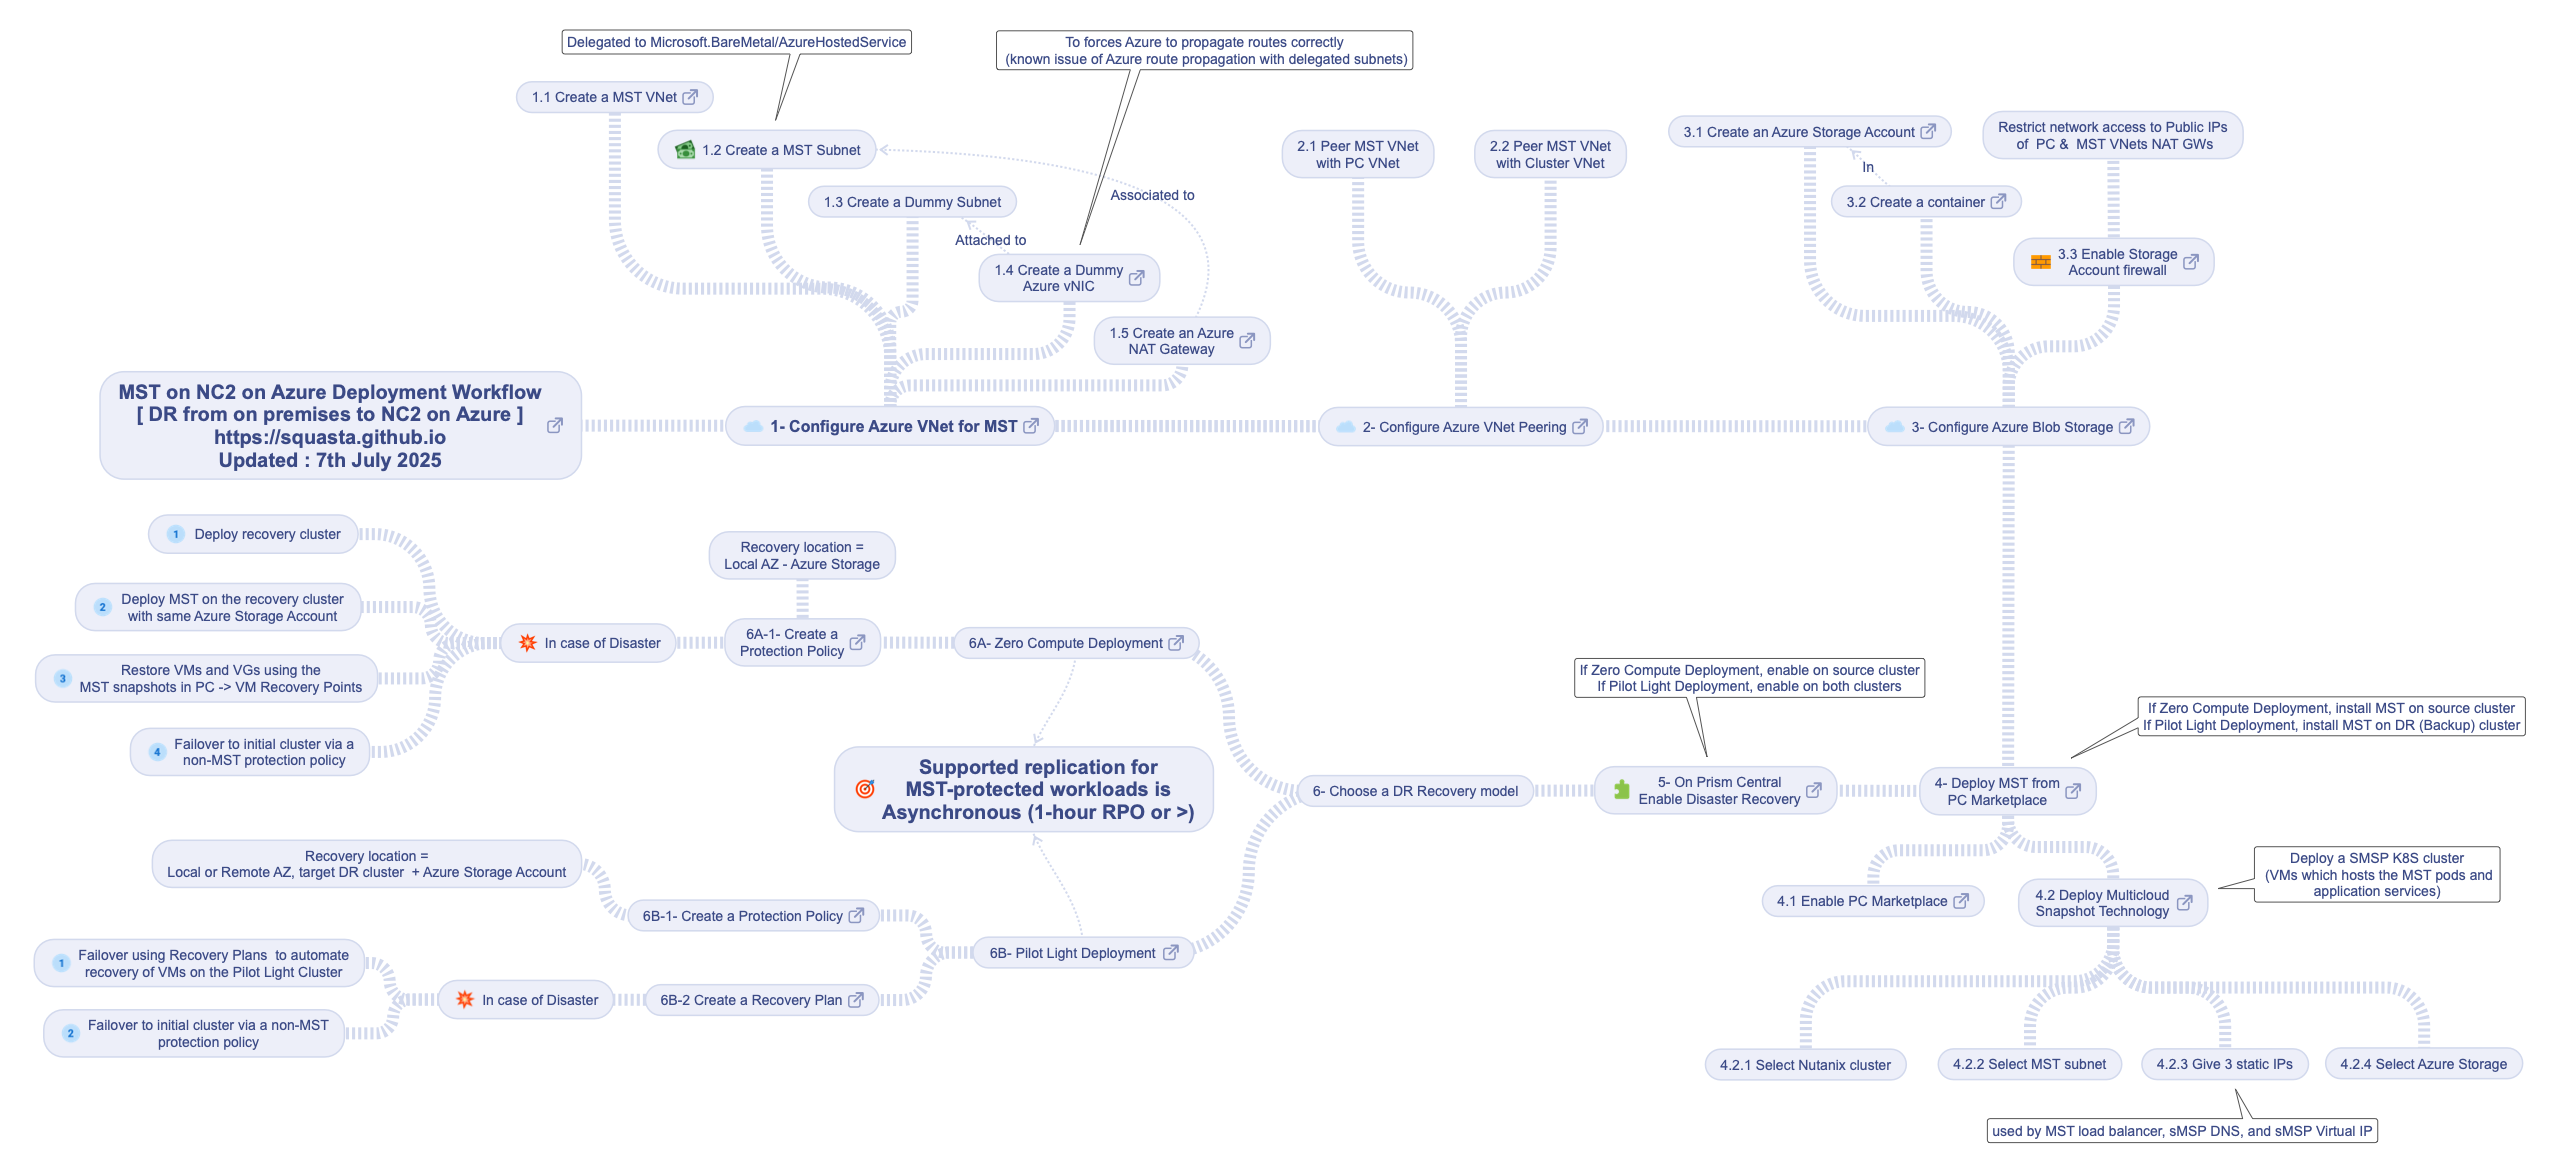 Delegated to Microsoft.BareMetal/AzureHostedService
To forces Azure to propagate routes correctly
(known issue of Azure route propagation with delegated subnets)
1.1 Create a MST VNet
1.2 Create a MST Subnet
1.3 Create a Dummy Subnet
Associated to
Attached to
1.4 Create a Dummy
Azure vNIC
1.5 Create an Azure
NAT Gateway
2.1 Peer MST VNet
with PC VNet
2.2 Peer MST VNet
with Cluster VNet
3.1 Create an Azure Storage Account
In
3.2 Create a container
Restrict network access to Public IPs
of PC & MST VNets NAT GWs
3.3 Enable Storage
Account firewall
MST on NC2 on Azure Deployment Workflow
[ DR from on premises to NC2 on Azure ]
https://squasta.github.io
Updated : 7th July 2025
1- Configure Azure VNet for MST
2- Configure Azure VNet Peering
3- Configure Azure Blob Storage
1
Deploy recovery cluster
2
Deploy MST on the recovery cluster
with same Azure Storage Account
3
Restore VMs and VGs using the
MST snapshots in PC -> VM Recovery Points
4
Failover to initial cluster via a
non-MST protection policy
In case of Disaster
Recovery location =
Local AZ - Azure Storage
6A-1- Create a
Protection Policy
6A- Zero Compute Deployment
Supported replication for
MST-protected workloads is
Asynchronous (1-hour RPO or >)
6- Choose a DR Recovery model
If Zero Compute Deployment, enable on source cluster
If Pilot Light Deployment, enable on both clusters
5- On Prism Central
Enable Disaster Recovery
If Zero Compute Deployment, install MST on source cluster
If Pilot Light Deployment, install MST on DR (Backup) cluster
4- Deploy MST from
PC Marketplace
Recovery location =
Local or Remote AZ, target DR cluster + Azure Storage Account
6B-1- Create a Protection Policy
6B- Pilot Light Deployment
1
Failover using Recovery Plans to automate
recovery of VMs on the Pilot Light Cluster
2
Failover to initial cluster via a non-MST
protection policy
In case of Disaster
6B-2 Create a Recovery Plan
4.1 Enable PC Marketplace
4.2 Deploy Multicloud
Snapshot Technology
Deploy a SMSP K8S cluster
(VMs which hosts the MST pods and
application services)
4.2.1 Select Nutanix cluster
4.2.2 Select MST subnet
4.2.3 Give 3 static IPs
4.2.4 Select Azure Storage
used by MST load balancer, sMSP DNS, and sMSP Virtual IP